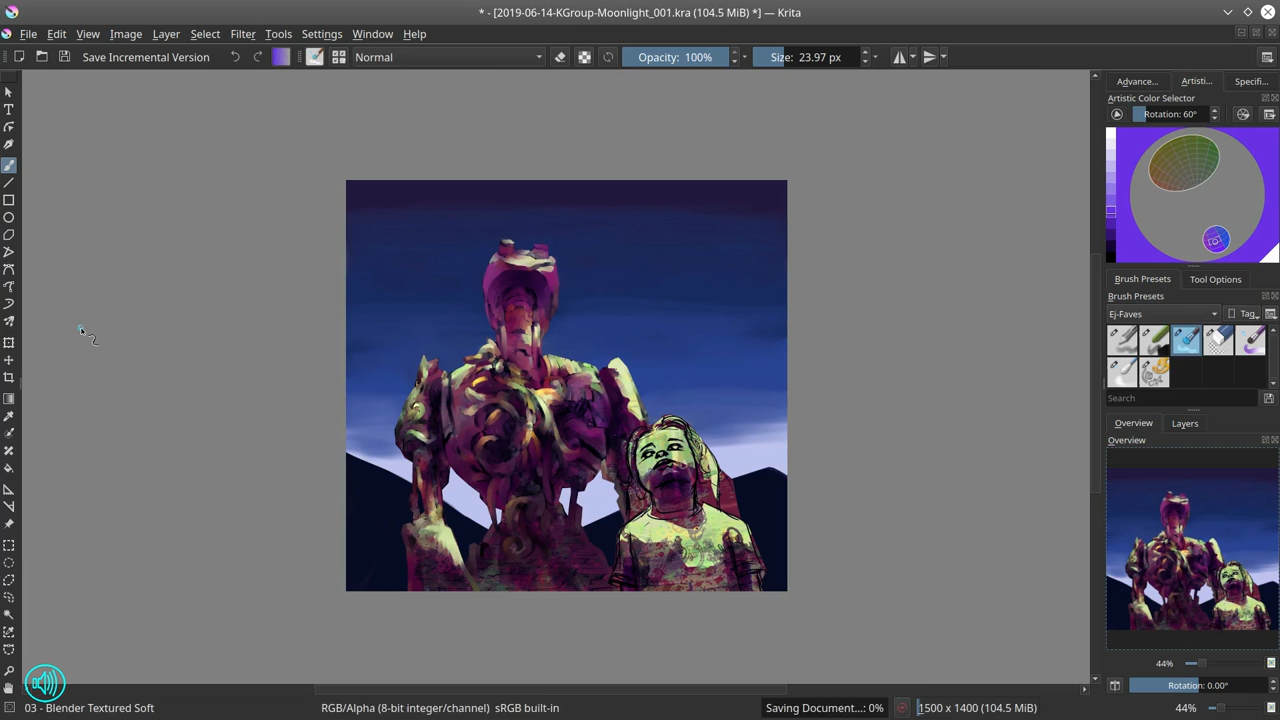 * - [2019-06-14-KGroup-Moonlight_001.kra (104.5 MiB) *] — Krita
File Edit View Image Layer Select Filter Tools Settings Window Help
Save Incremental Version Normal Opacity: 100% Size: 23.97 px
Advance... Artisti... Specifi...
Artistic Color Selector
Rotation: 60°
Brush Presets Tool Options
Brush Presets
Ej-Faves Tag
Search
Overview Layers
Overview
44%
Rotation: 0.00°
03 - Blender Textured Soft RGB/Alpha (8-bit integer/channel) sRGB built-in Saving Document...: 0% 1500 x 1400 (104.5 MiB) 44%